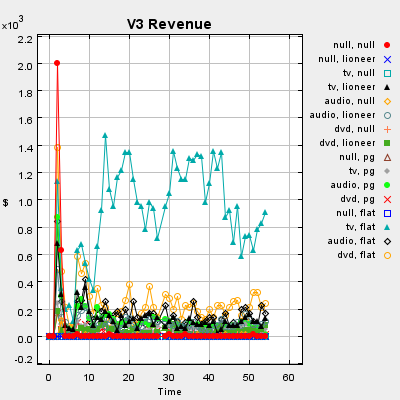 V3 Revenue
x10³
2.2
2.0
1.8
1.6
1.4
1.2
1.0
0.8
0.6
0.4
0.2
0.0
-0.2
$
0 10 20 30 40 50 60
Time
null, null
null, lioneer
tv, null
tv, lioneer
audio, null
audio, lioneer
dvd, null
dvd, lioneer
null, pg
tv, pg
audio, pg
dvd, pg
null, flat
tv, flat
audio, flat
dvd, flat